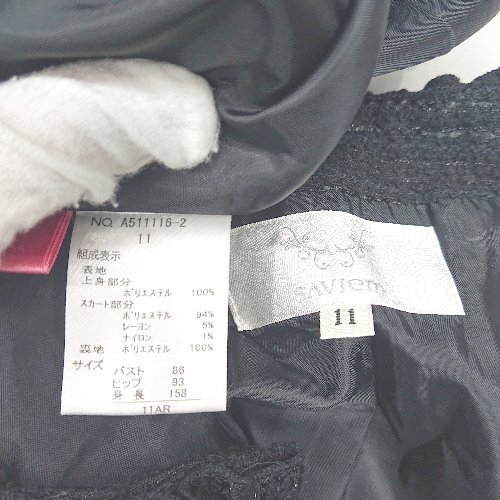 NO. A511116-2
11
組成表示
表地
上身部分
ポリエステル 100%
スカート部分
ポリエステル 94%
レーヨン 5%
ナイロン 1%
裏地 ポリエステル 100%
サイズ
バスト 86
ヒップ 93
身長 158
11AR
11